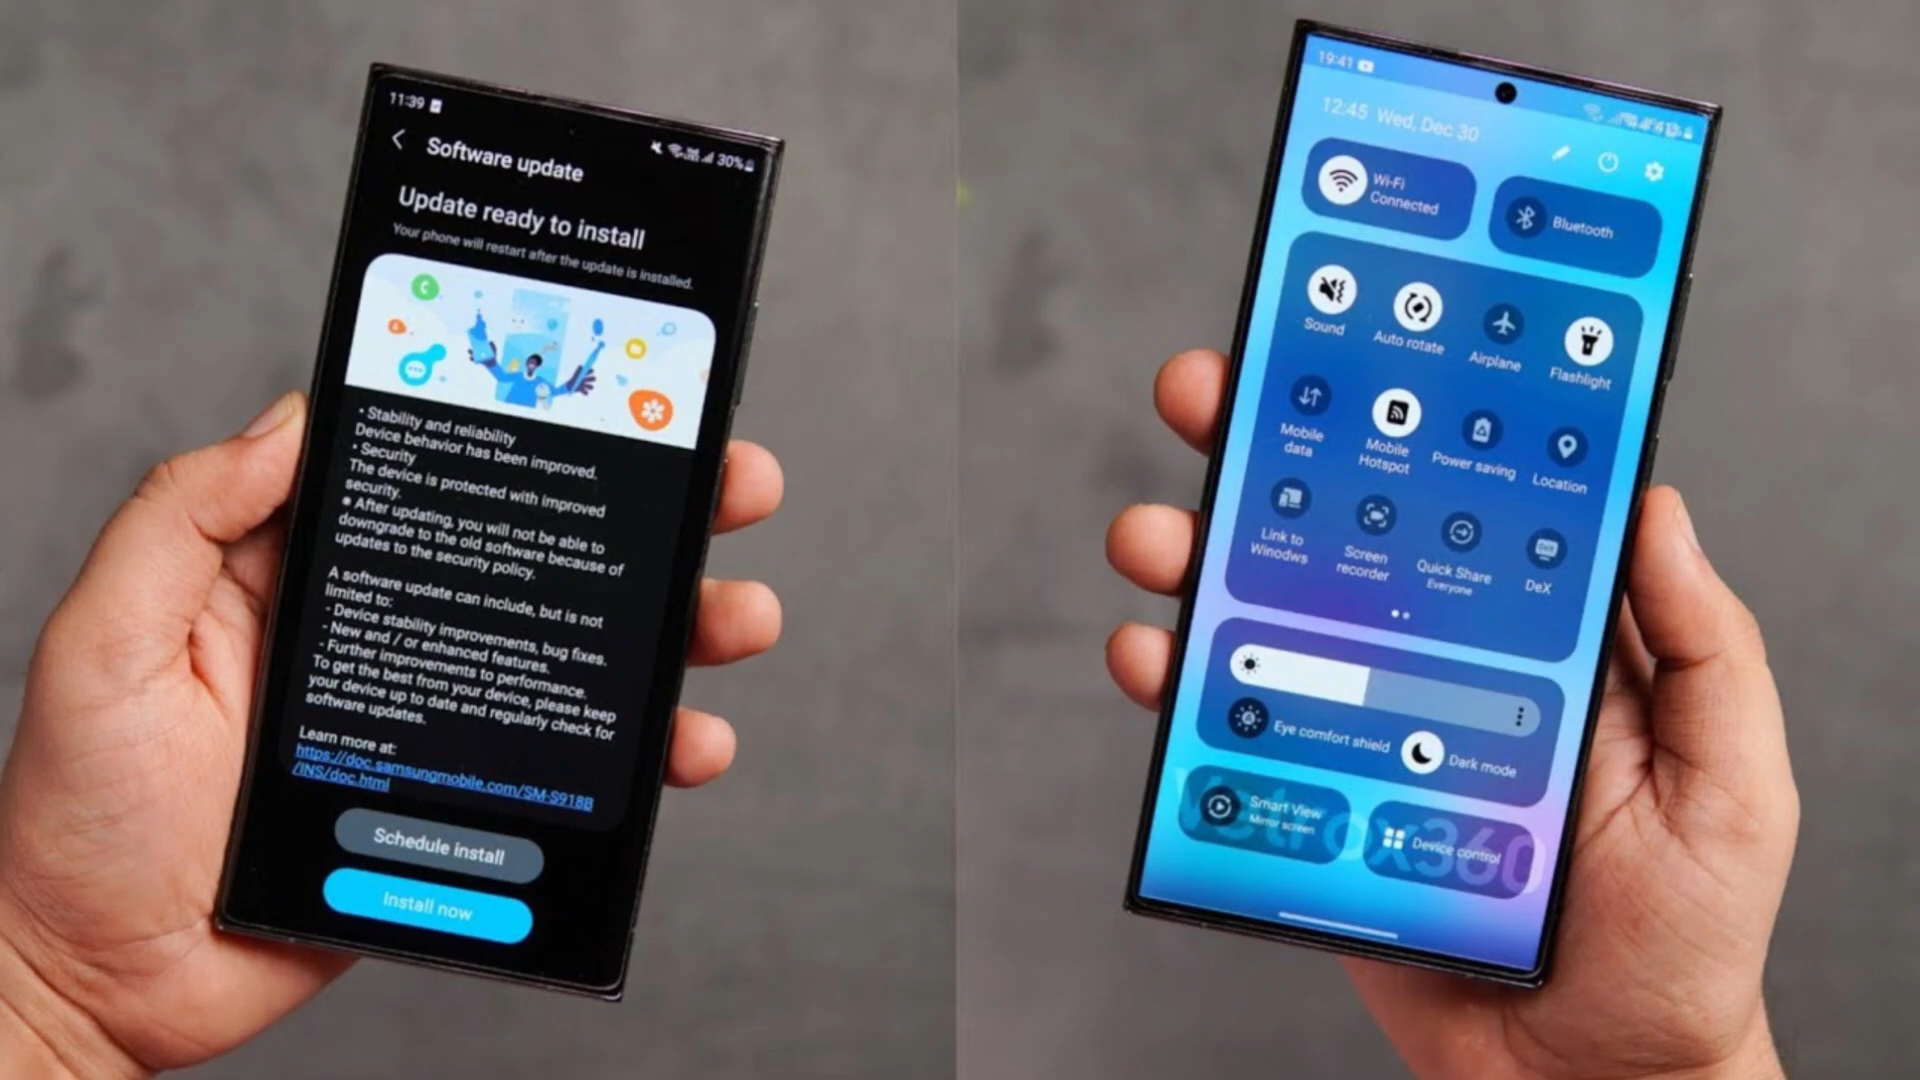 11:39
30%
Software update
Update ready to install
Your phone will restart after the update is installed.
• Stability and reliability
Device behavior has been improved.
• Security
The device is protected with improved
security.
After updating, you will not be able to
downgrade to the old software because of
updates to the security policy.
A software update can include, but is not
limited to:
- Device stability improvements, bug fixes.
- New and / or enhanced features.
- Further improvements to performance.
To get the best from your device, please keep
your device up to date and regularly check for
software updates.
Learn more at:
https://doc.samsungmobile.com/SM-S918B
/INS/doc.html
Schedule install
Install now
19:41
12:45 Wed, Dec 30
Wi-Fi
Connected
Bluetooth
Sound
Auto rotate
Airplane
Flashlight
Mobile
data
Mobile
Hotspot
Power saving
Location
Link to
Winodws
Screen
recorder
Quick Share
Everyone
DeX
DeX
Eye comfort shield
Dark mode
Smart View
Mirror screen
Device control